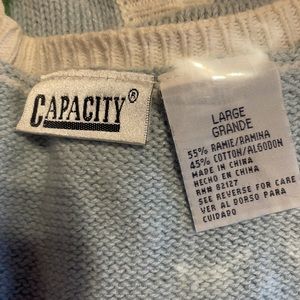 CAPACITY®
LARGE
GRANDE
55% RAMIE/RAMINA
45% COTTON/ALGODON
MADE IN CHINA
HECHO EN CHINA
RN# 82127
SEE REVERSE FOR CARE
VER AL DORSO PARA
CUIDADO